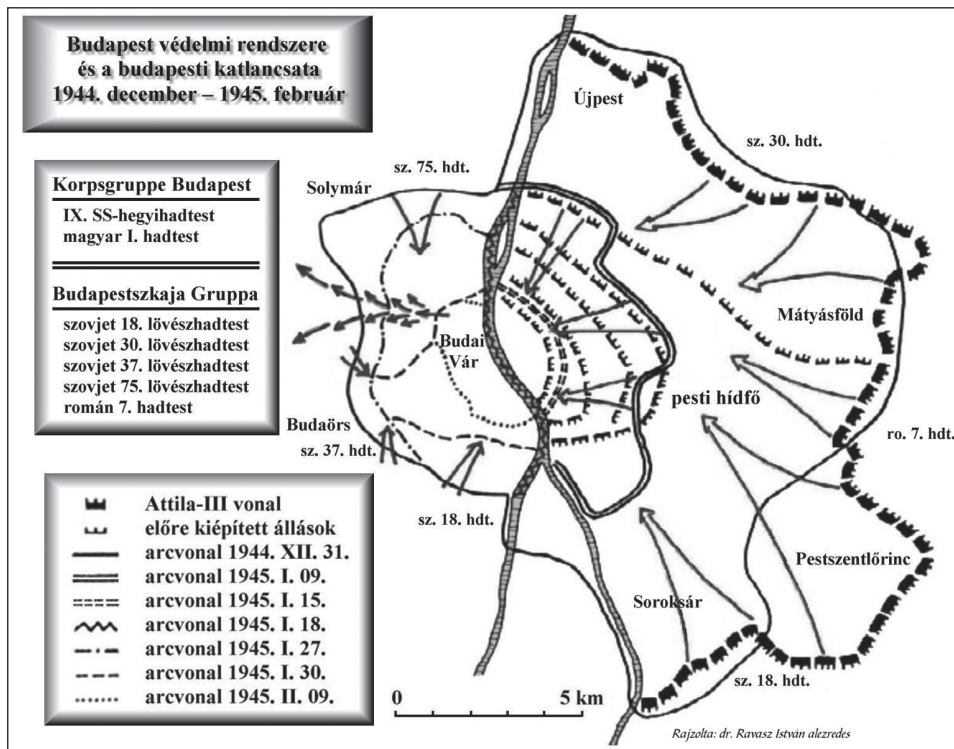 Budapest védelmi rendszere
és a budapesti katlancsata
1944. december – 1945. február
Korpsgruppe Budapest
IX. SS-hegyihadtest
magyar I. hadtest
Budapestszkaja Gruppa
szovjet 18. lövészhadtest
szovjet 30. lövészhadtest
szovjet 37. lövészhadtest
szovjet 75. lövészhadtest
román 7. hadtest
Attila-III vonal
előre kiépített állások
arcvonal 1944. XII. 31.
arcvonal 1945. I. 09.
arcvonal 1945. I. 15.
arcvonal 1945. I. 18.
arcvonal 1945. I. 27.
arcvonal 1945. I. 30.
arcvonal 1945. II. 09.
Újpest
sz. 30. hdt.
sz. 75. hdt.
Solymár
Mátyásföld
Budai
Vár
pesti hídfő
Budaörs
sz. 37. hdt.
ro. 7. hdt.
sz. 18. hdt.
Pestszentlőrinc
Soroksár
sz. 18. hdt.
0
5 km
Rajzolta: dr. Ravasz István alezredes